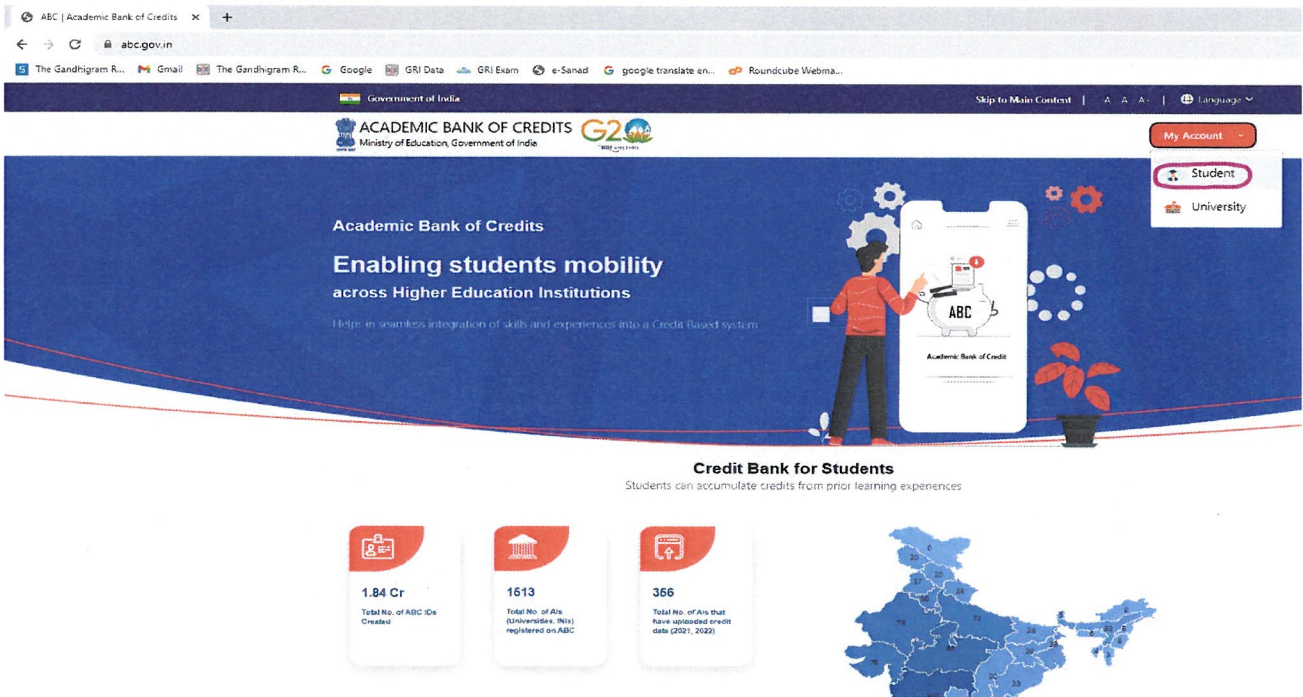 ABC | Academic Bank of Credits
abc.gov.in
The Gandhigram R... Gmail The Gandhigram R... Google GRI Data GRI Exam e-Sanad google translate en... Roundcube Webma...
Government of India Skip to Main Content | A A A- | Language
ACADEMIC BANK OF CREDITS
Ministry of Education, Government of India
My Account
Student
University
Academic Bank of Credits
Enabling students mobility
across Higher Education Institutions
Helps in seamless integration of skills and experiences into a Credit Based system
ABC
Academic Bank of Credit
Credit Bank for Students
Students can accumulate credits from prior learning experiences
1.84 Cr
Total No. of ABC IDs
Created
1513
Total No. of AIs
(Universities, INIs)
registered on ABC
356
Total No. of AIs that
have uploaded credit
data (2021, 2022)